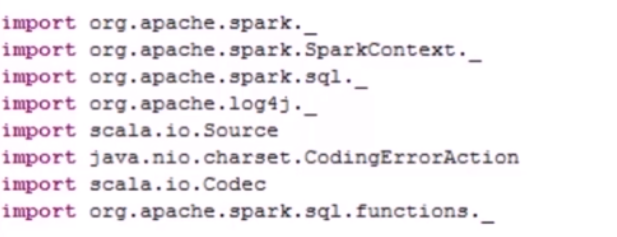 import org.apache.spark._
import org.apache.spark.SparkContext._
import org.apache.spark.sql._
import org.apache.log4j._
import scala.io.Source
import java.nio.charset.CodingErrorAction
import scala.io.Codec
import org.apache.spark.sql.functions._